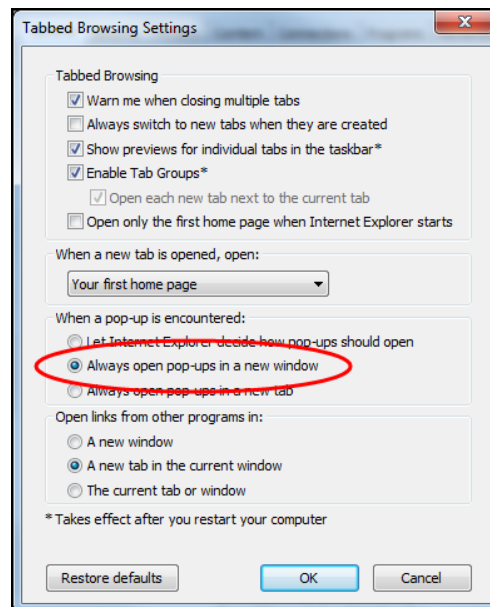 Tabbed Browsing Settings
Tabbed Browsing
Warn me when closing multiple tabs
Always switch to new tabs when they are created
Show previews for individual tabs in the taskbar*
Enable Tab Groups*
Open each new tab next to the current tab
Open only the first home page when Internet Explorer starts
When a new tab is opened, open:
Your first home page
When a pop-up is encountered:
Let Internet Explorer decide how pop-ups should open
Always open pop-ups in a new window
Always open pop-ups in a new tab
Open links from other programs in:
A new window
A new tab in the current window
The current tab or window
*Takes effect after you restart your computer
Restore defaults OK Cancel